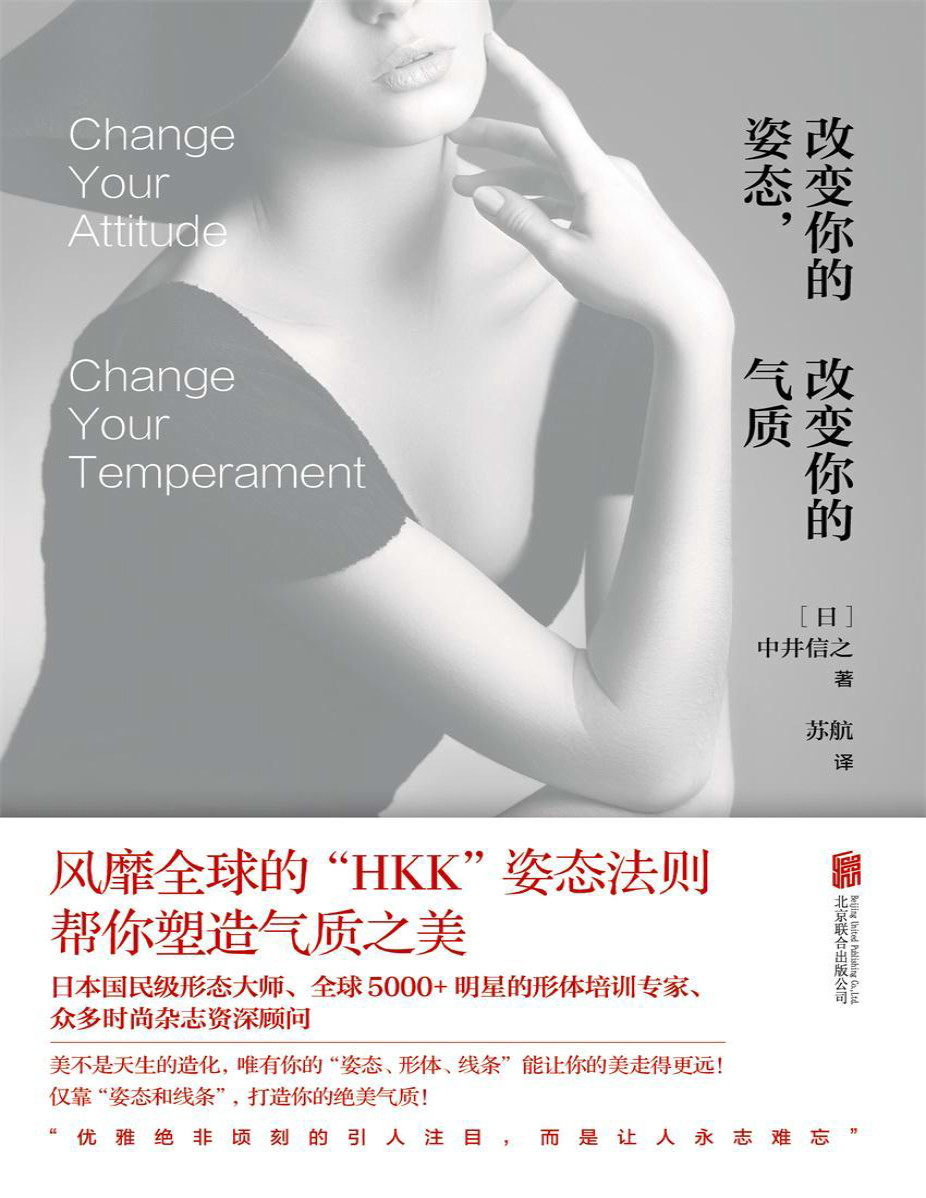 Change
Your
Attitude
Change
Your
Temperament
改变你的
姿态，
改变你的
气质
［日］
中井信之
著
苏航
译
风靡全球的“HKK”姿态法则
帮你塑造气质之美
日本国民级形态大师、全球5000+明星的形体培训专家、
众多时尚杂志资深顾问
美不是天生的造化，唯有你的“姿态、形体、线条”能让你的美走得更远！
仅靠“姿态和线条”，打造你的绝美气质！
“优雅绝非顷刻的引人注目，而是让人永志难忘”
北京联合出版公司
Beijing United Publishing Co.,Ltd.